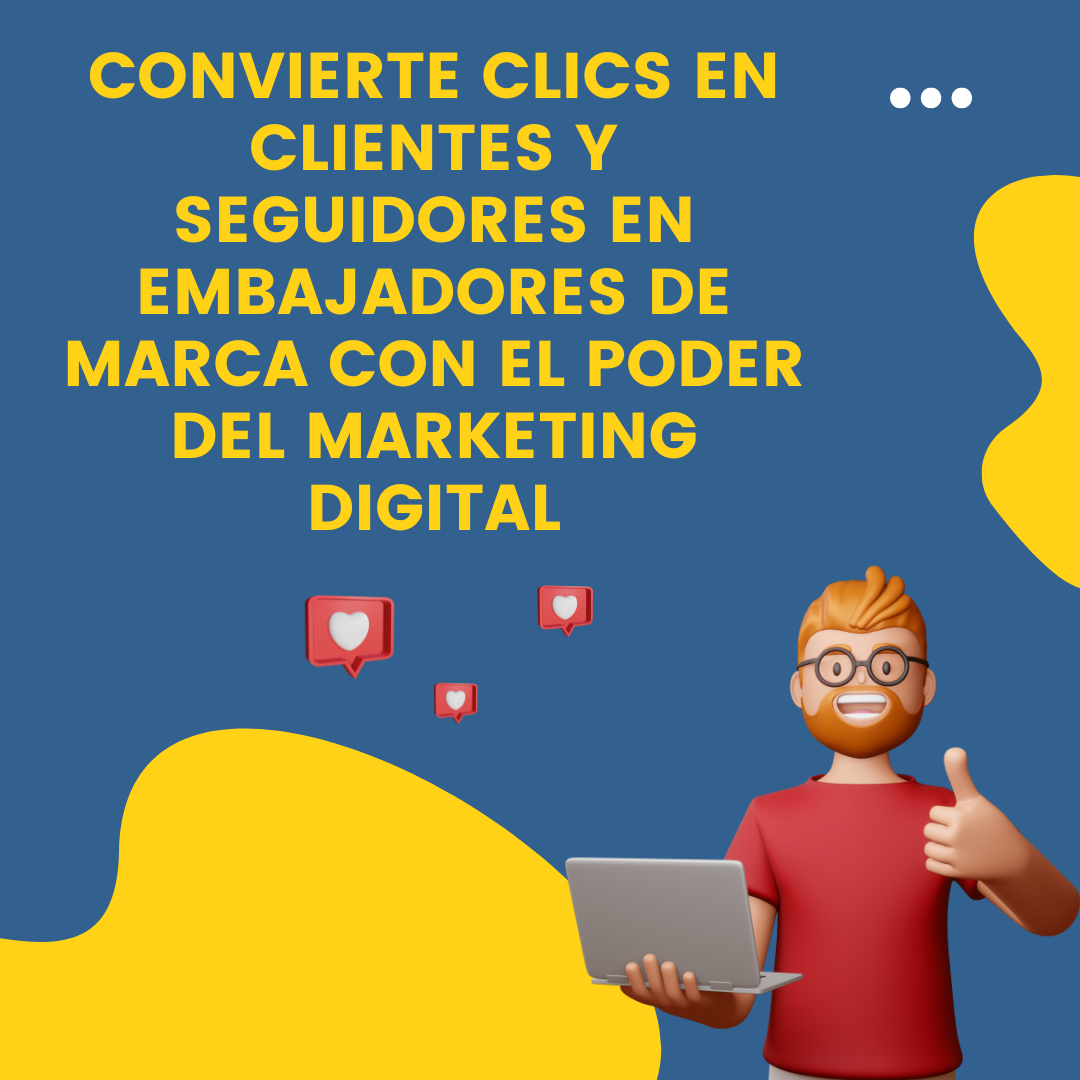 CONVIERTE CLICS EN
CLIENTES Y
SEGUIDORES EN
EMBAJADORES DE
MARCA CON EL PODER
DEL MARKETING
DIGITAL